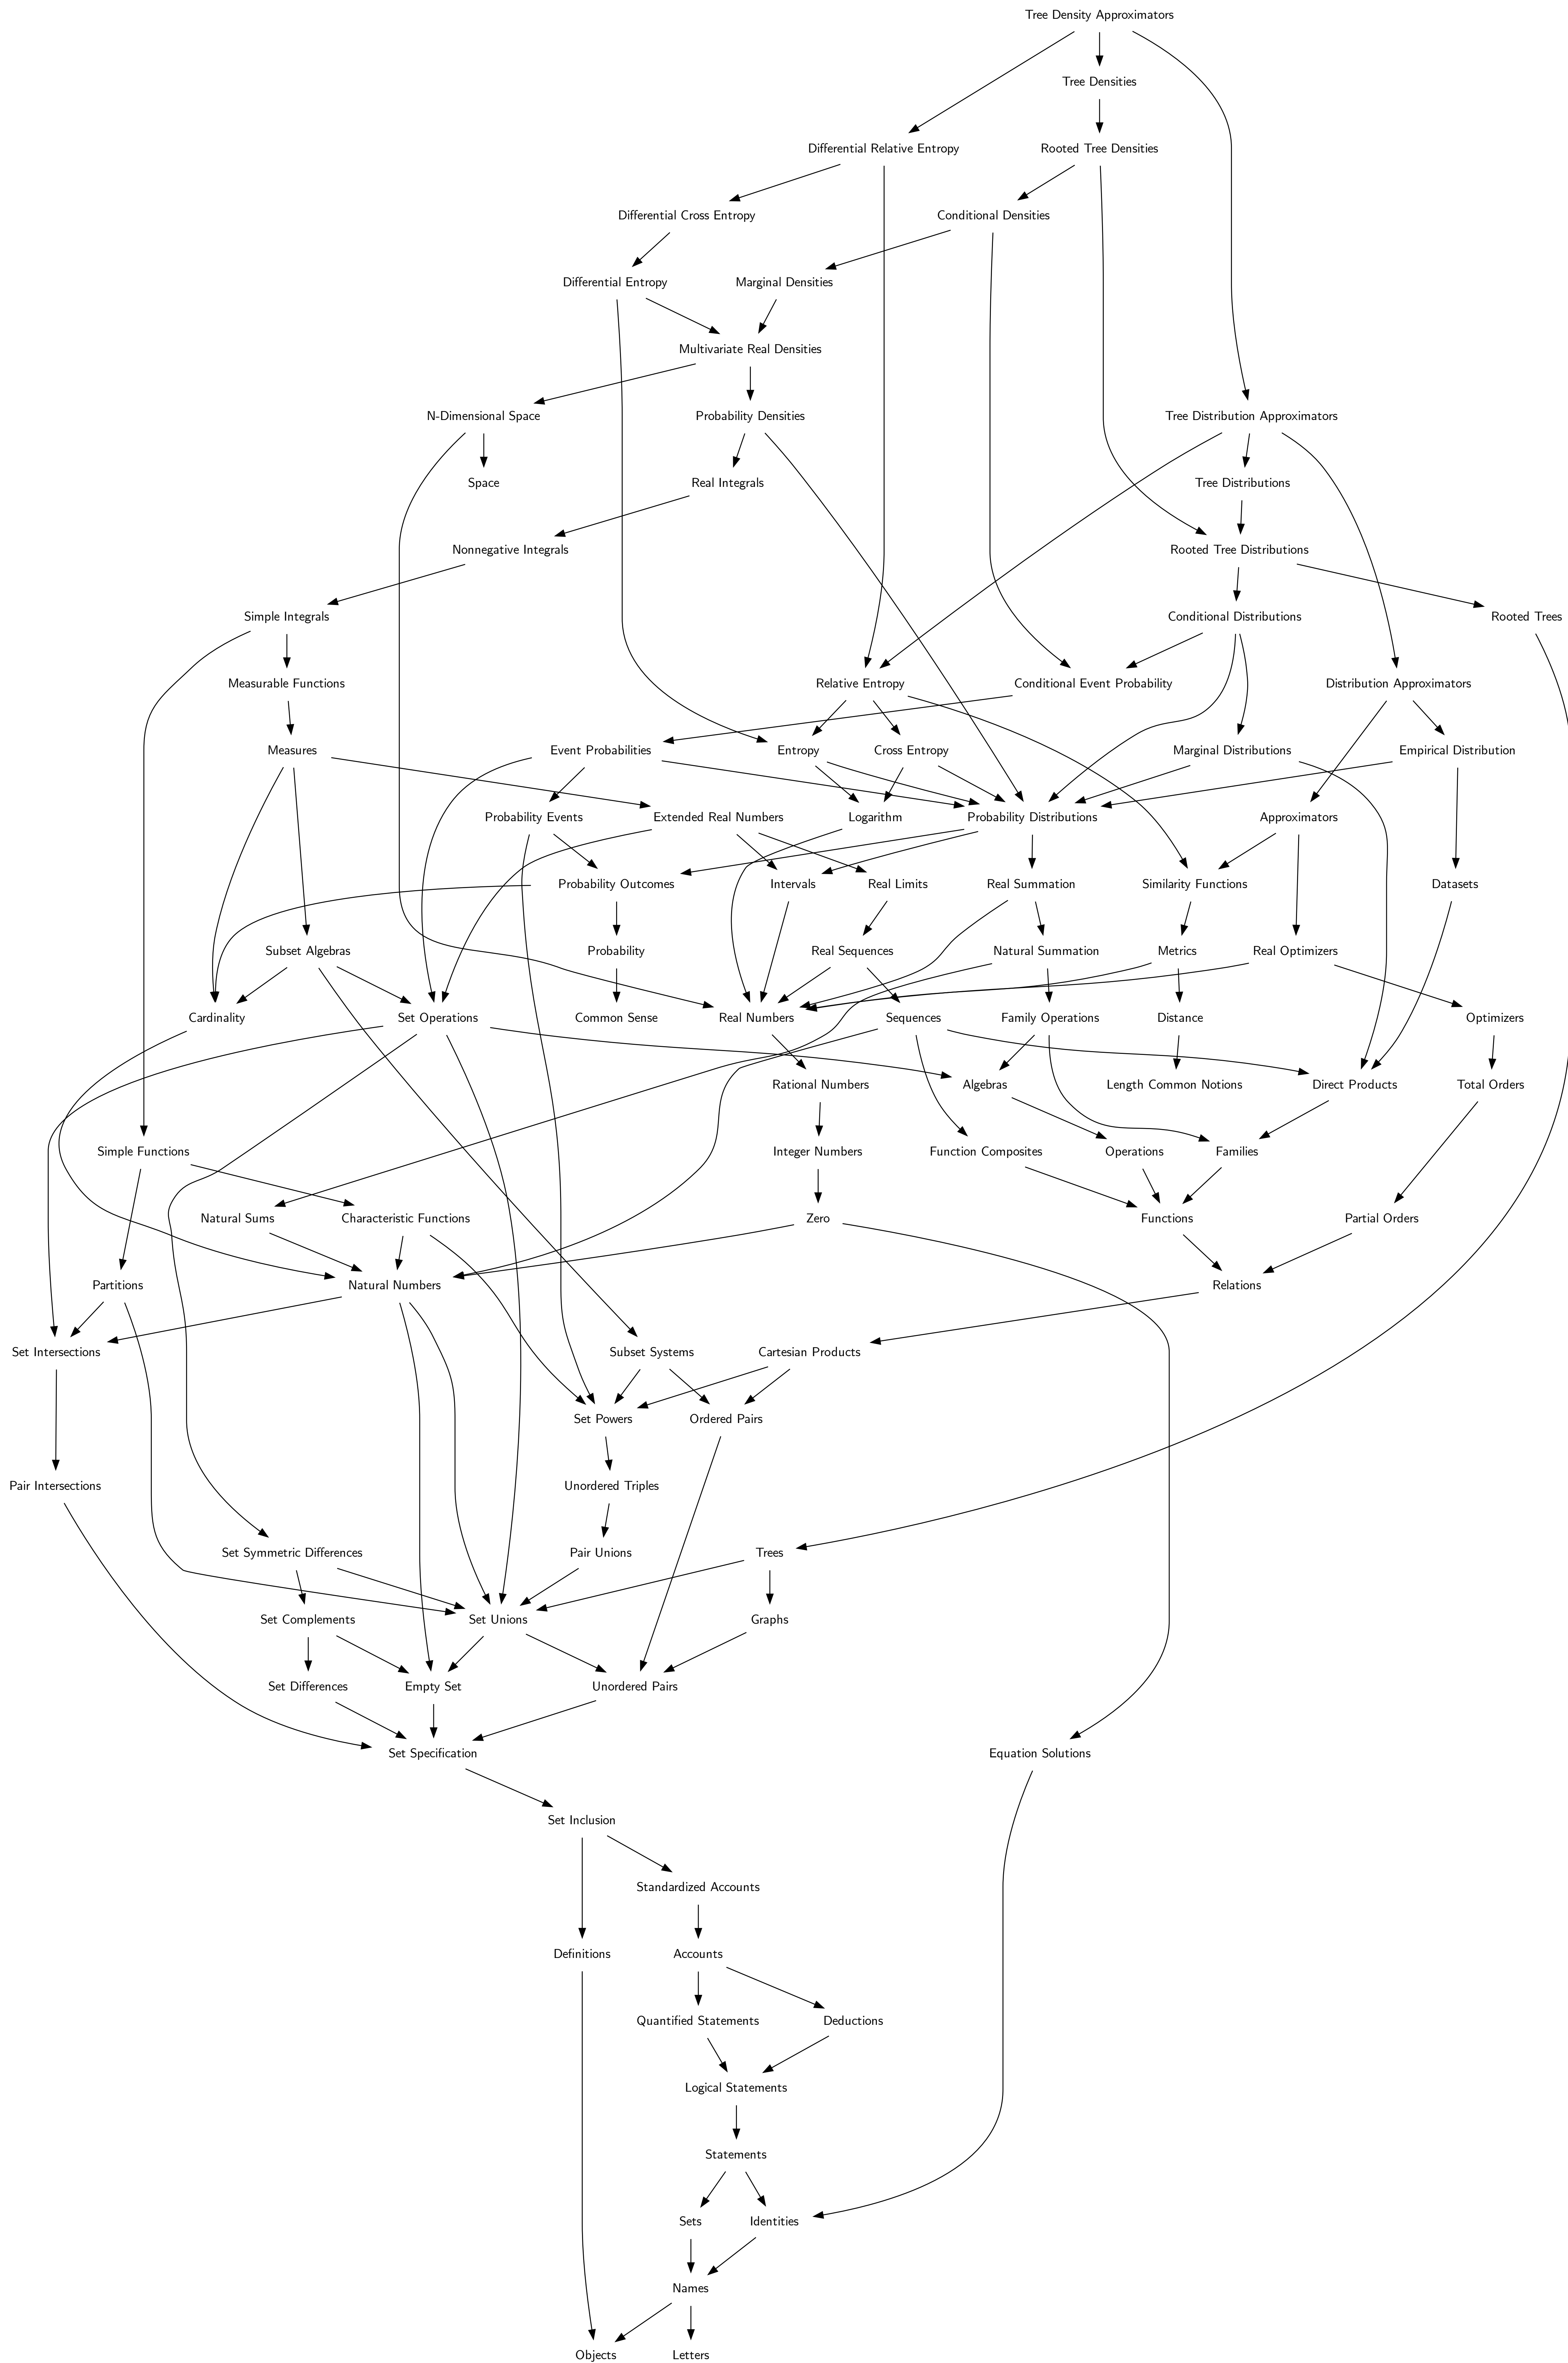 Tree Density Approximators
Tree Densities
Differential Relative Entropy
Rooted Tree Densities
Differential Cross Entropy
Conditional Densities
Differential Entropy
Marginal Densities
Multivariate Real Densities
N-Dimensional Space
Probability Densities
Tree Distribution Approximators
Space
Real Integrals
Tree Distributions
Nonnegative Integrals
Rooted Tree Distributions
Simple Integrals
Conditional Distributions
Rooted Trees
Measurable Functions
Relative Entropy
Conditional Event Probability
Distribution Approximators
Measures
Event Probabilities
Entropy
Cross Entropy
Marginal Distributions
Empirical Distribution
Probability Events
Extended Real Numbers
Logarithm
Probability Distributions
Approximators
Probability Outcomes
Intervals
Real Limits
Real Summation
Similarity Functions
Datasets
Subset Algebras
Probability
Real Sequences
Natural Summation
Metrics
Real Optimizers
Cardinality
Set Operations
Common Sense
Real Numbers
Sequences
Family Operations
Distance
Optimizers
Rational Numbers
Algebras
Length Common Notions
Direct Products
Total Orders
Simple Functions
Integer Numbers
Function Composites
Operations
Families
Natural Sums
Characteristic Functions
Zero
Functions
Partial Orders
Partitions
Natural Numbers
Relations
Set Intersections
Subset Systems
Cartesian Products
Set Powers
Ordered Pairs
Pair Intersections
Unordered Triples
Set Symmetric Differences
Pair Unions
Trees
Set Complements
Set Unions
Graphs
Set Differences
Empty Set
Unordered Pairs
Set Specification
Equation Solutions
Set Inclusion
Standardized Accounts
Definitions
Accounts
Quantified Statements
Deductions
Logical Statements
Statements
Sets
Identities
Names
Objects
Letters